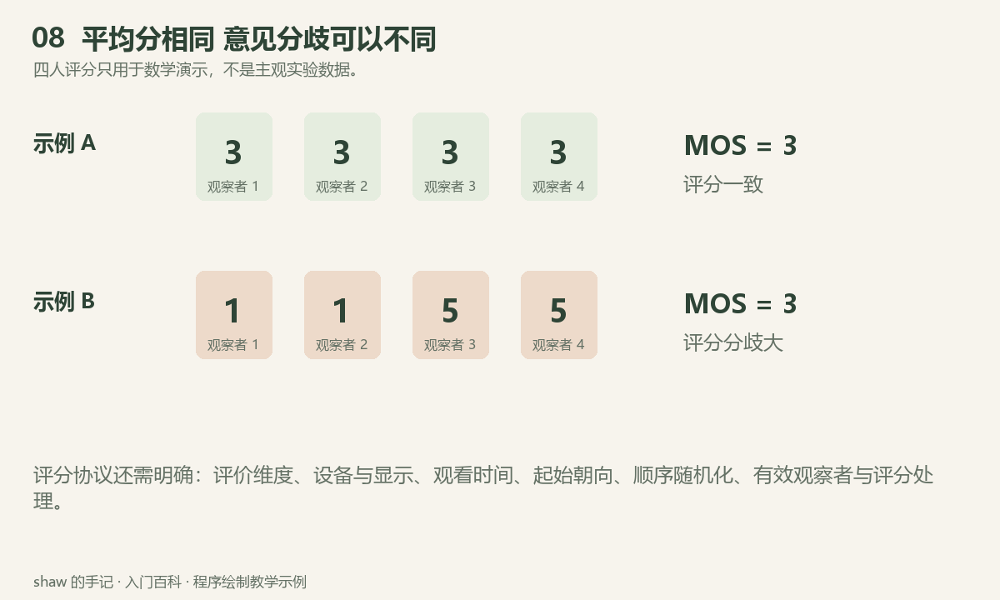 08 平均分相同 意见分歧可以不同
四人评分只用于数学演示，不是主观实验数据。
示例 A
3
观察者 1
3
观察者 2
3
观察者 3
3
观察者 4
MOS = 3
评分一致
示例 B
1
观察者 1
1
观察者 2
5
观察者 3
5
观察者 4
MOS = 3
评分分歧大
评分协议还需明确：评价维度、设备与显示、观看时间、起始朝向、顺序随机化、有效观察者与评分处
理。
shaw 的手记 · 入门百科 · 程序绘制教学示例